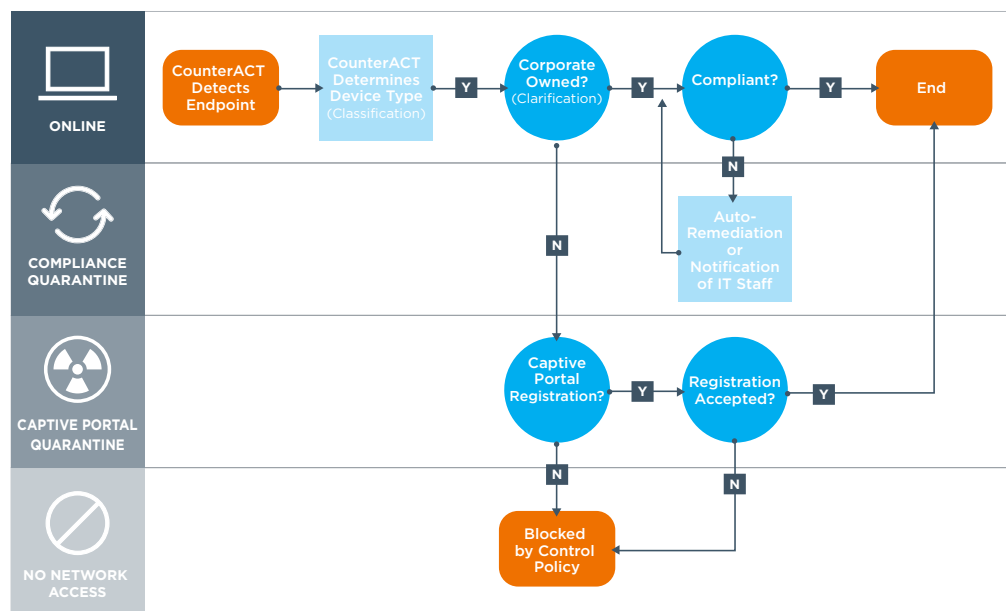 ONLINE
CounterACT
Detects
Endpoint
CounterACT
Determines
Device Type
(Classification)
Y
Corporate
Owned?
(Clarification)
Y
Compliant?
Y
End
N
COMPLIANCE
QUARANTINE
N
Auto-
Remediation
or
Notification
of IT Staff
CAPTIVE PORTAL
QUARANTINE
Captive
Portal
Registration?
Y
Registration
Accepted?
Y
N
N
NO NETWORK
ACCESS
Blocked
by Control
Policy